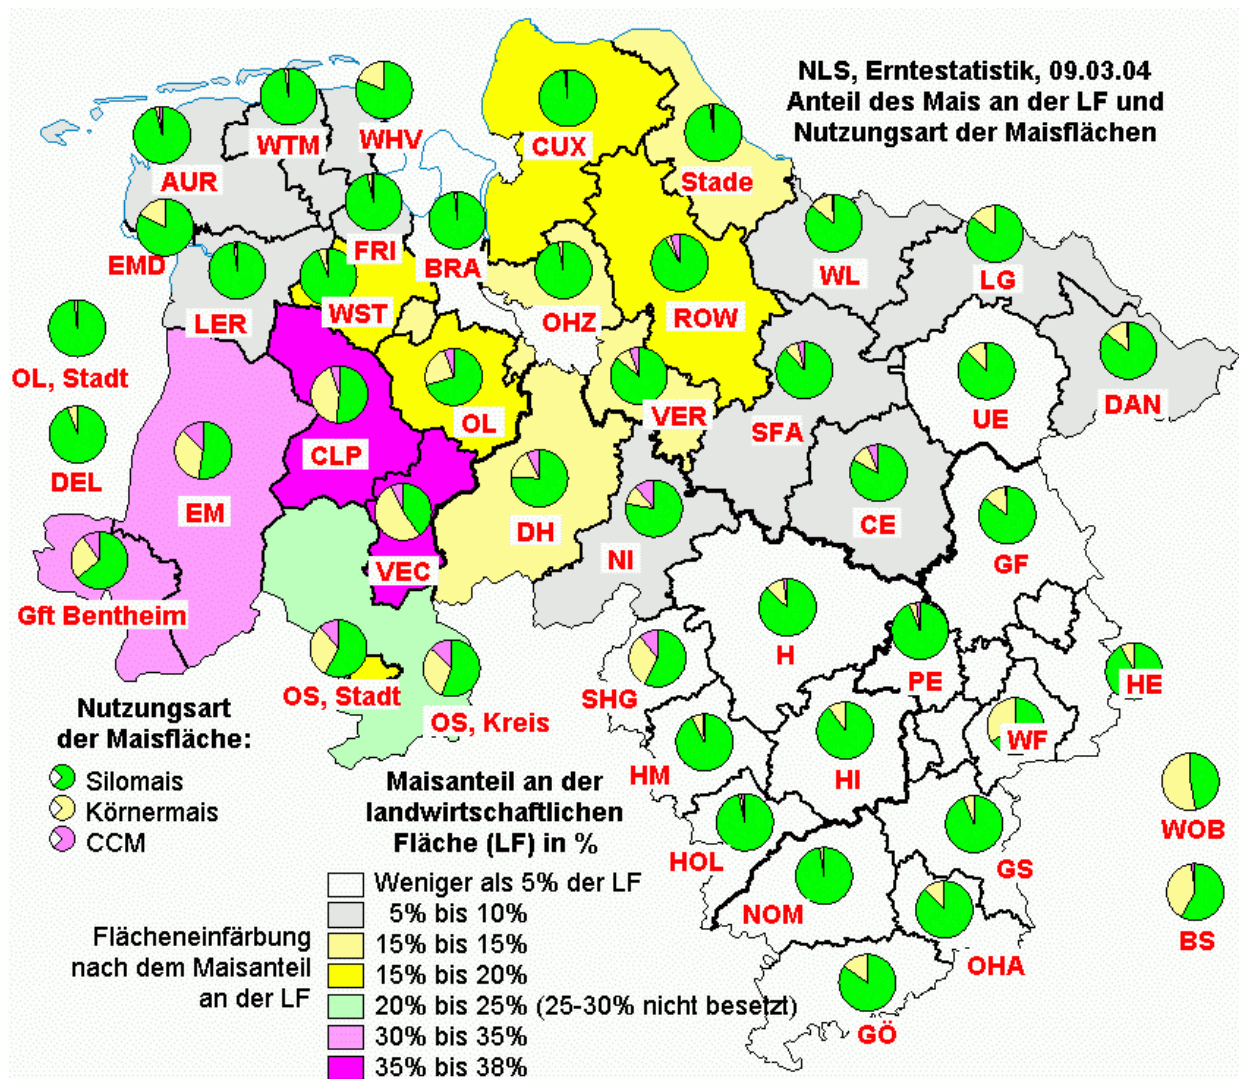 NLS, Erntestatistik, 09.03.04
Anteil des Mais an der LF und
Nutzungsart der Maisflächen
WTM
WHV
CUX
Stade
AUR
EMD
FRI
BRA
WL
LG
LER
WST
OHZ
ROW
OL, Stadt
DAN
OL
VER
SFA
UE
DEL
CLP
EM
DH
CE
NI
VEC
GF
Gft Bentheim
H
PE
HE
OS, Stadt
OS, Kreis
SHG
WF
HM
HI
HOL
GS
WOB
NOM
BS
OHA
GÖ
Nutzungsart
der Maisfläche:
Silomais
Körnermais
CCM
Maisanteil an der
landwirtschaftlichen
Fläche (LF) in %
Flächeneinfärbung
nach dem Maisanteil
an der LF
Weniger als 5% der LF
5% bis 10%
15% bis 15%
15% bis 20%
20% bis 25% (25-30% nicht besetzt)
30% bis 35%
35% bis 38%